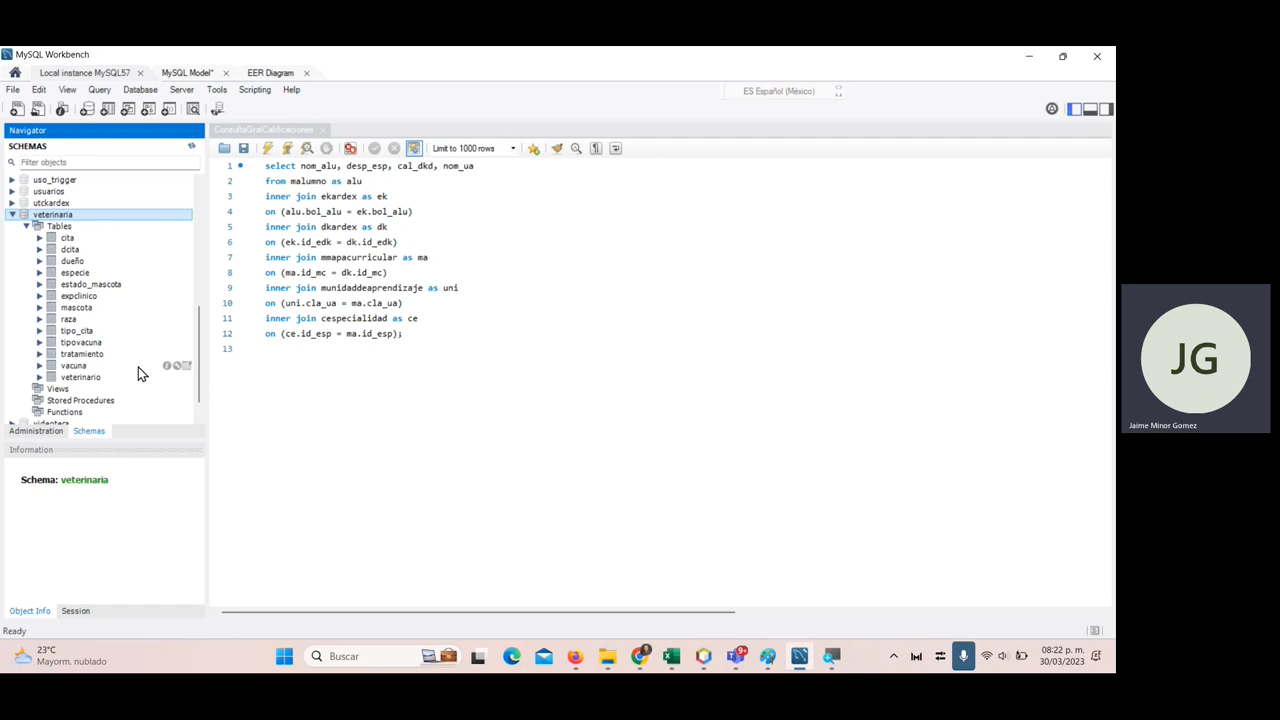 MySQL Workbench
Local instance MySQL57
MySQL Model*
EER Diagram
File Edit View Query Database Server Tools Scripting Help
ES Español (México)
Navigator
SCHEMAS
Filter objects
uso_trigger
usuarios
utckardex
veterinaria
Tables
cita
dcita
dueño
especie
estado_mascota
expclinico
mascota
raza
tipo_cita
tipovacuna
tratamiento
vacuna
veterinario
Views
Stored Procedures
Functions
videoteca
Administration Schemas
Information
Schema: veterinaria
Object Info Session
Ready
ConsultaGralCalificaciones
Limit to 1000 rows
1 select nom_alu, desp_esp, cal_dkd, nom_ua
2 from malumno as alu
3 inner join ekardex as ek
4 on (alu.bol_alu = ek.bol_alu)
5 inner join dkardex as dk
6 on (ek.id_edk = dk.id_edk)
7 inner join mmapacurricular as ma
8 on (ma.id_mc = dk.id_mc)
9 inner join munidaddeaprendizaje as uni
10 on (uni.cla_ua = ma.cla_ua)
11 inner join cespecialidad as ce
12 on (ce.id_esp = ma.id_esp);
13
JG
Jaime Minor Gomez
23°C
Mayorm. nublado
Buscar
9+
08:22 p. m.
30/03/2023